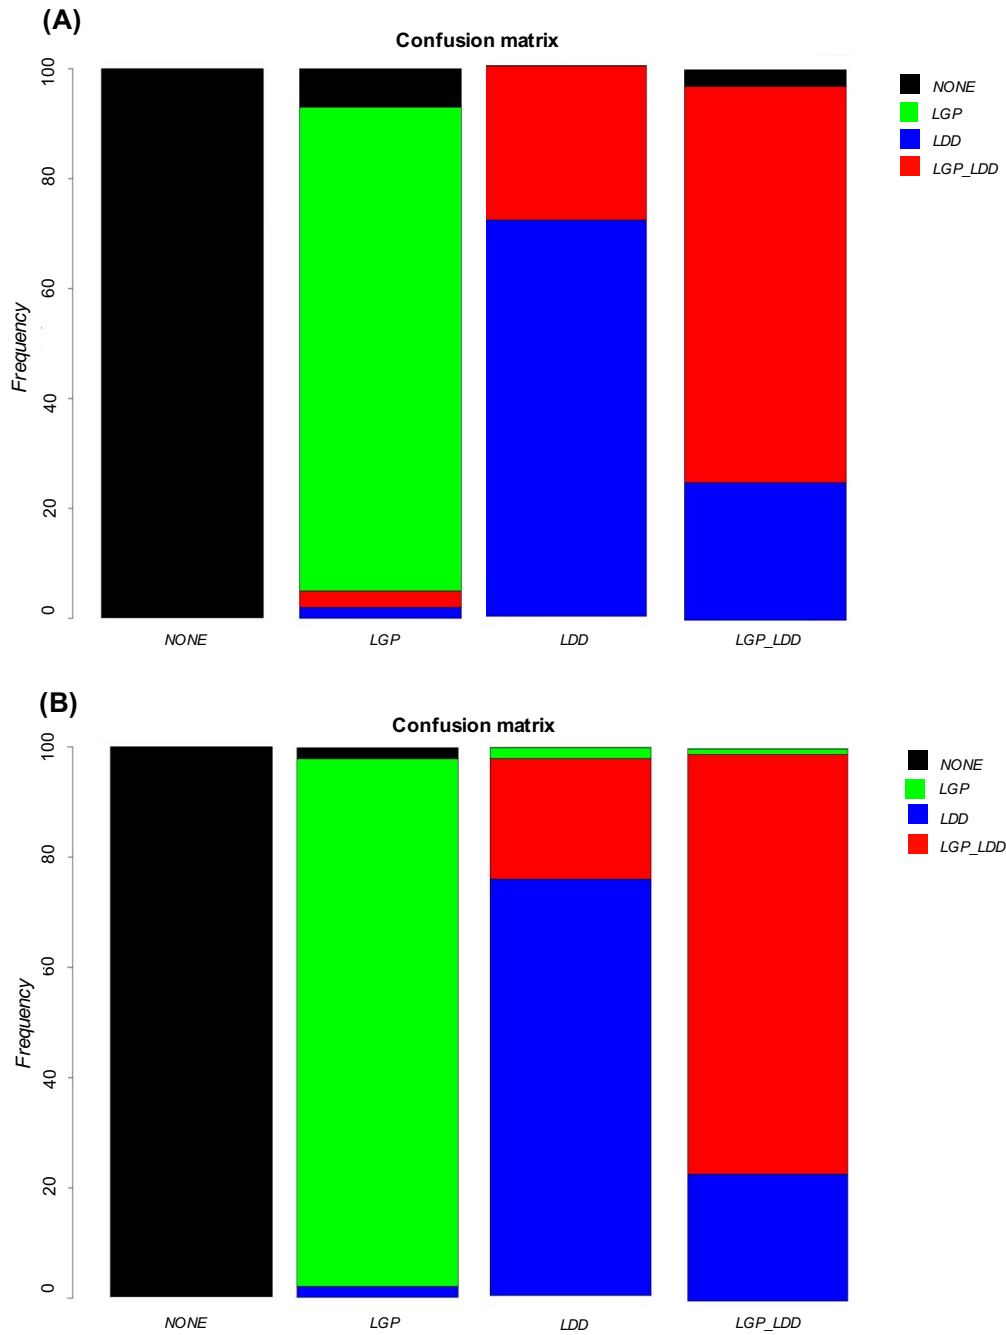 (A)
Confusion matrix
NONE
LGP
LDD
LGP_LDD
Frequency
100
80
60
40
20
0
NONE LGP LDD LGP_LDD
(B)
Confusion matrix
NONE
LGP
LDD
LGP_LDD
Frequency
100
80
60
40
20
0
NONE LGP LDD LGP_LDD